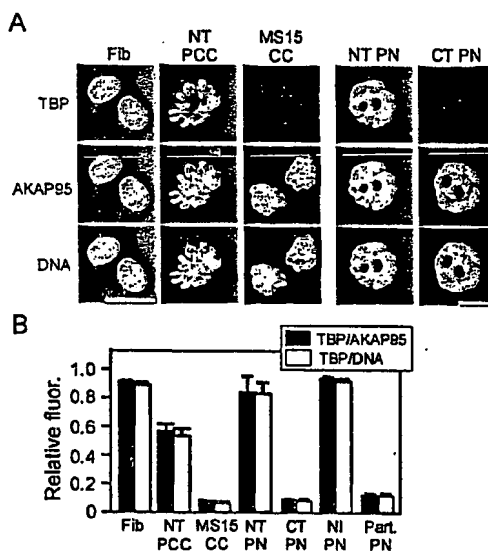 A
Fib
NT PCC
MS15 CC
NT PN
CT PN
TBP
AKAP95
DNA
B
TBP/AKAP95
TBP/DNA
Relative fluor.
1.0
0.8
0.6
0.4
0.2
0
Fib
NT PCC
MS15 CC
NT PN
CT PN
NI PN
Part. PN